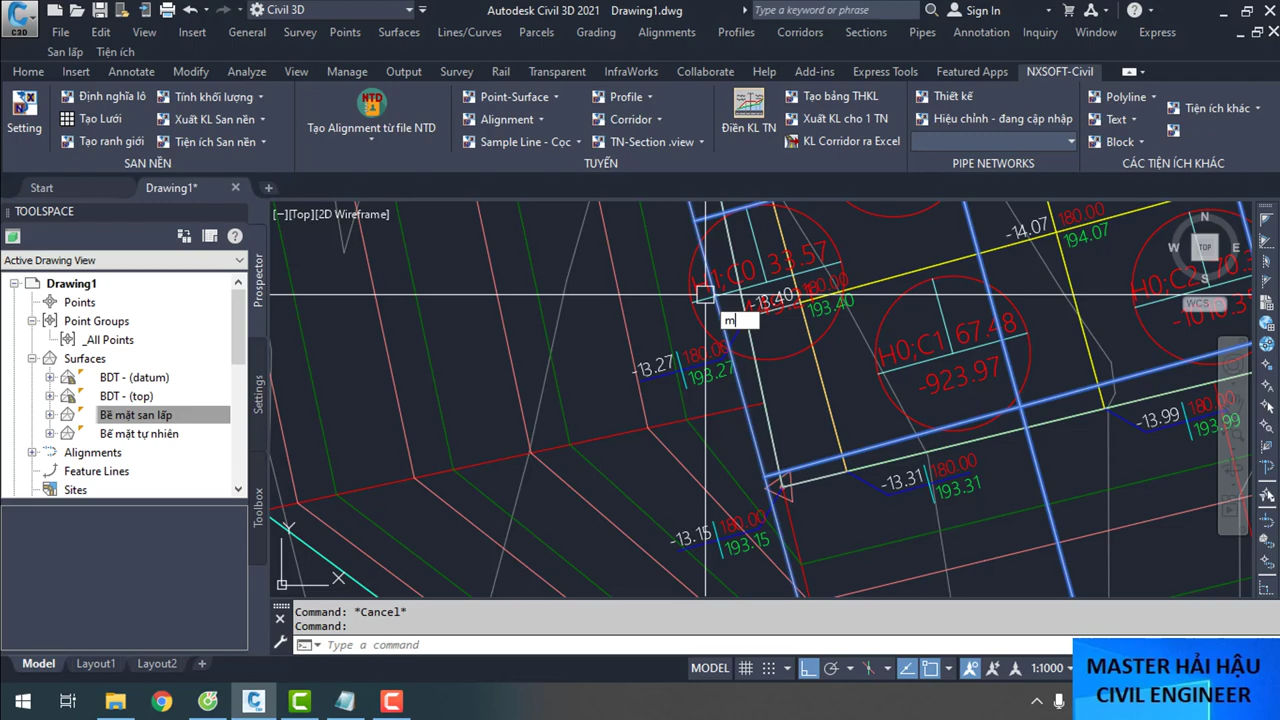 C3D
Civil 3D
Autodesk Civil 3D 2021 Drawing1.dwg
Type a keyword or phrase
Sign In
File Edit View Insert General Survey Points Surfaces Lines/Curves Parcels Grading Alignments Profiles Corridors Sections Pipes Annotation Inquiry Window Express
San lấp Tiện ích
Home Insert Annotate Modify Analyze View Manage Output Survey Rail Transparent InfraWorks Collaborate Help Add-ins Express Tools Featured Apps NXSOFT-Civil
Setting
Định nghĩa lô
Tạo Lưới
Tạo ranh giới
Tính khối lượng
Xuất KL San nền
Tiện ích San nền
SAN NỀN
NTD
Tạo Alignment từ file NTD
Point-Surface
Alignment
Sample Line - Cọc
Profile
Corridor
TN-Section .view
TUYẾN
Điền KL TN
Tạo bảng THKL
Xuất KL cho 1 TN
KL Corridor ra Excel
Thiết kế
Hiệu chỉnh - đang cập nhập
PIPE NETWORKS
Polyline
Text
Block
Tiện ích khác
CÁC TIỆN ÍCH KHÁC
Start
Drawing1*
TOOLSPACE
Active Drawing View
Drawing1
Points
Point Groups
_All Points
Surfaces
BDT - (datum)
BDT - (top)
Bề mặt san lấp
Bề mặt tự nhiên
Alignments
Feature Lines
Sites
Prospector
Settings
Survey
Toolbox
[−][Top][2D Wireframe]
-14.07
180.00
194.07
-13.40
180.00
193.40
H0;C1 67.48
-923.97
-13.27
180.00
193.27
-13.99
180.00
193.99
-13.31
180.00
193.31
-13.15
180.00
193.15
m
N
W
TOP
E
S
WCS
Y
X
Command: *Cancel*
Command:
Type a command
Model Layout1 Layout2
MODEL
1:1000
MASTER HẢI HẬU
CIVIL ENGINEER